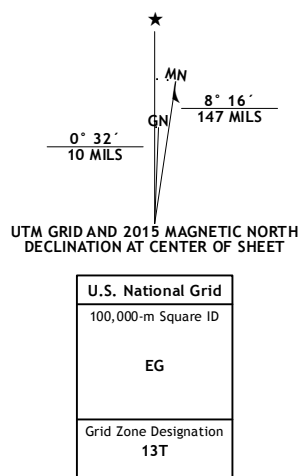 ★
MN
GN
8° 16´
147 MILS
0° 32´
10 MILS
UTM GRID AND 2015 MAGNETIC NORTH
DECLINATION AT CENTER OF SHEET
U.S. National Grid
100,000-m Square ID
EG
Grid Zone Designation
13T